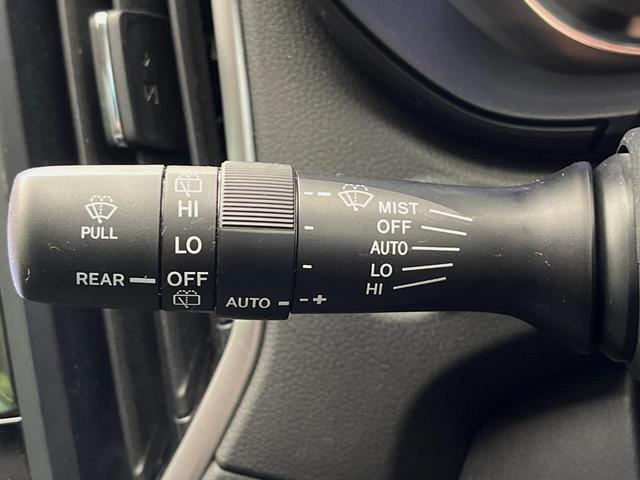 PULL
REAR
HI
LO
OFF
AUTO
- +
MIST
OFF
AUTO
LO
HI